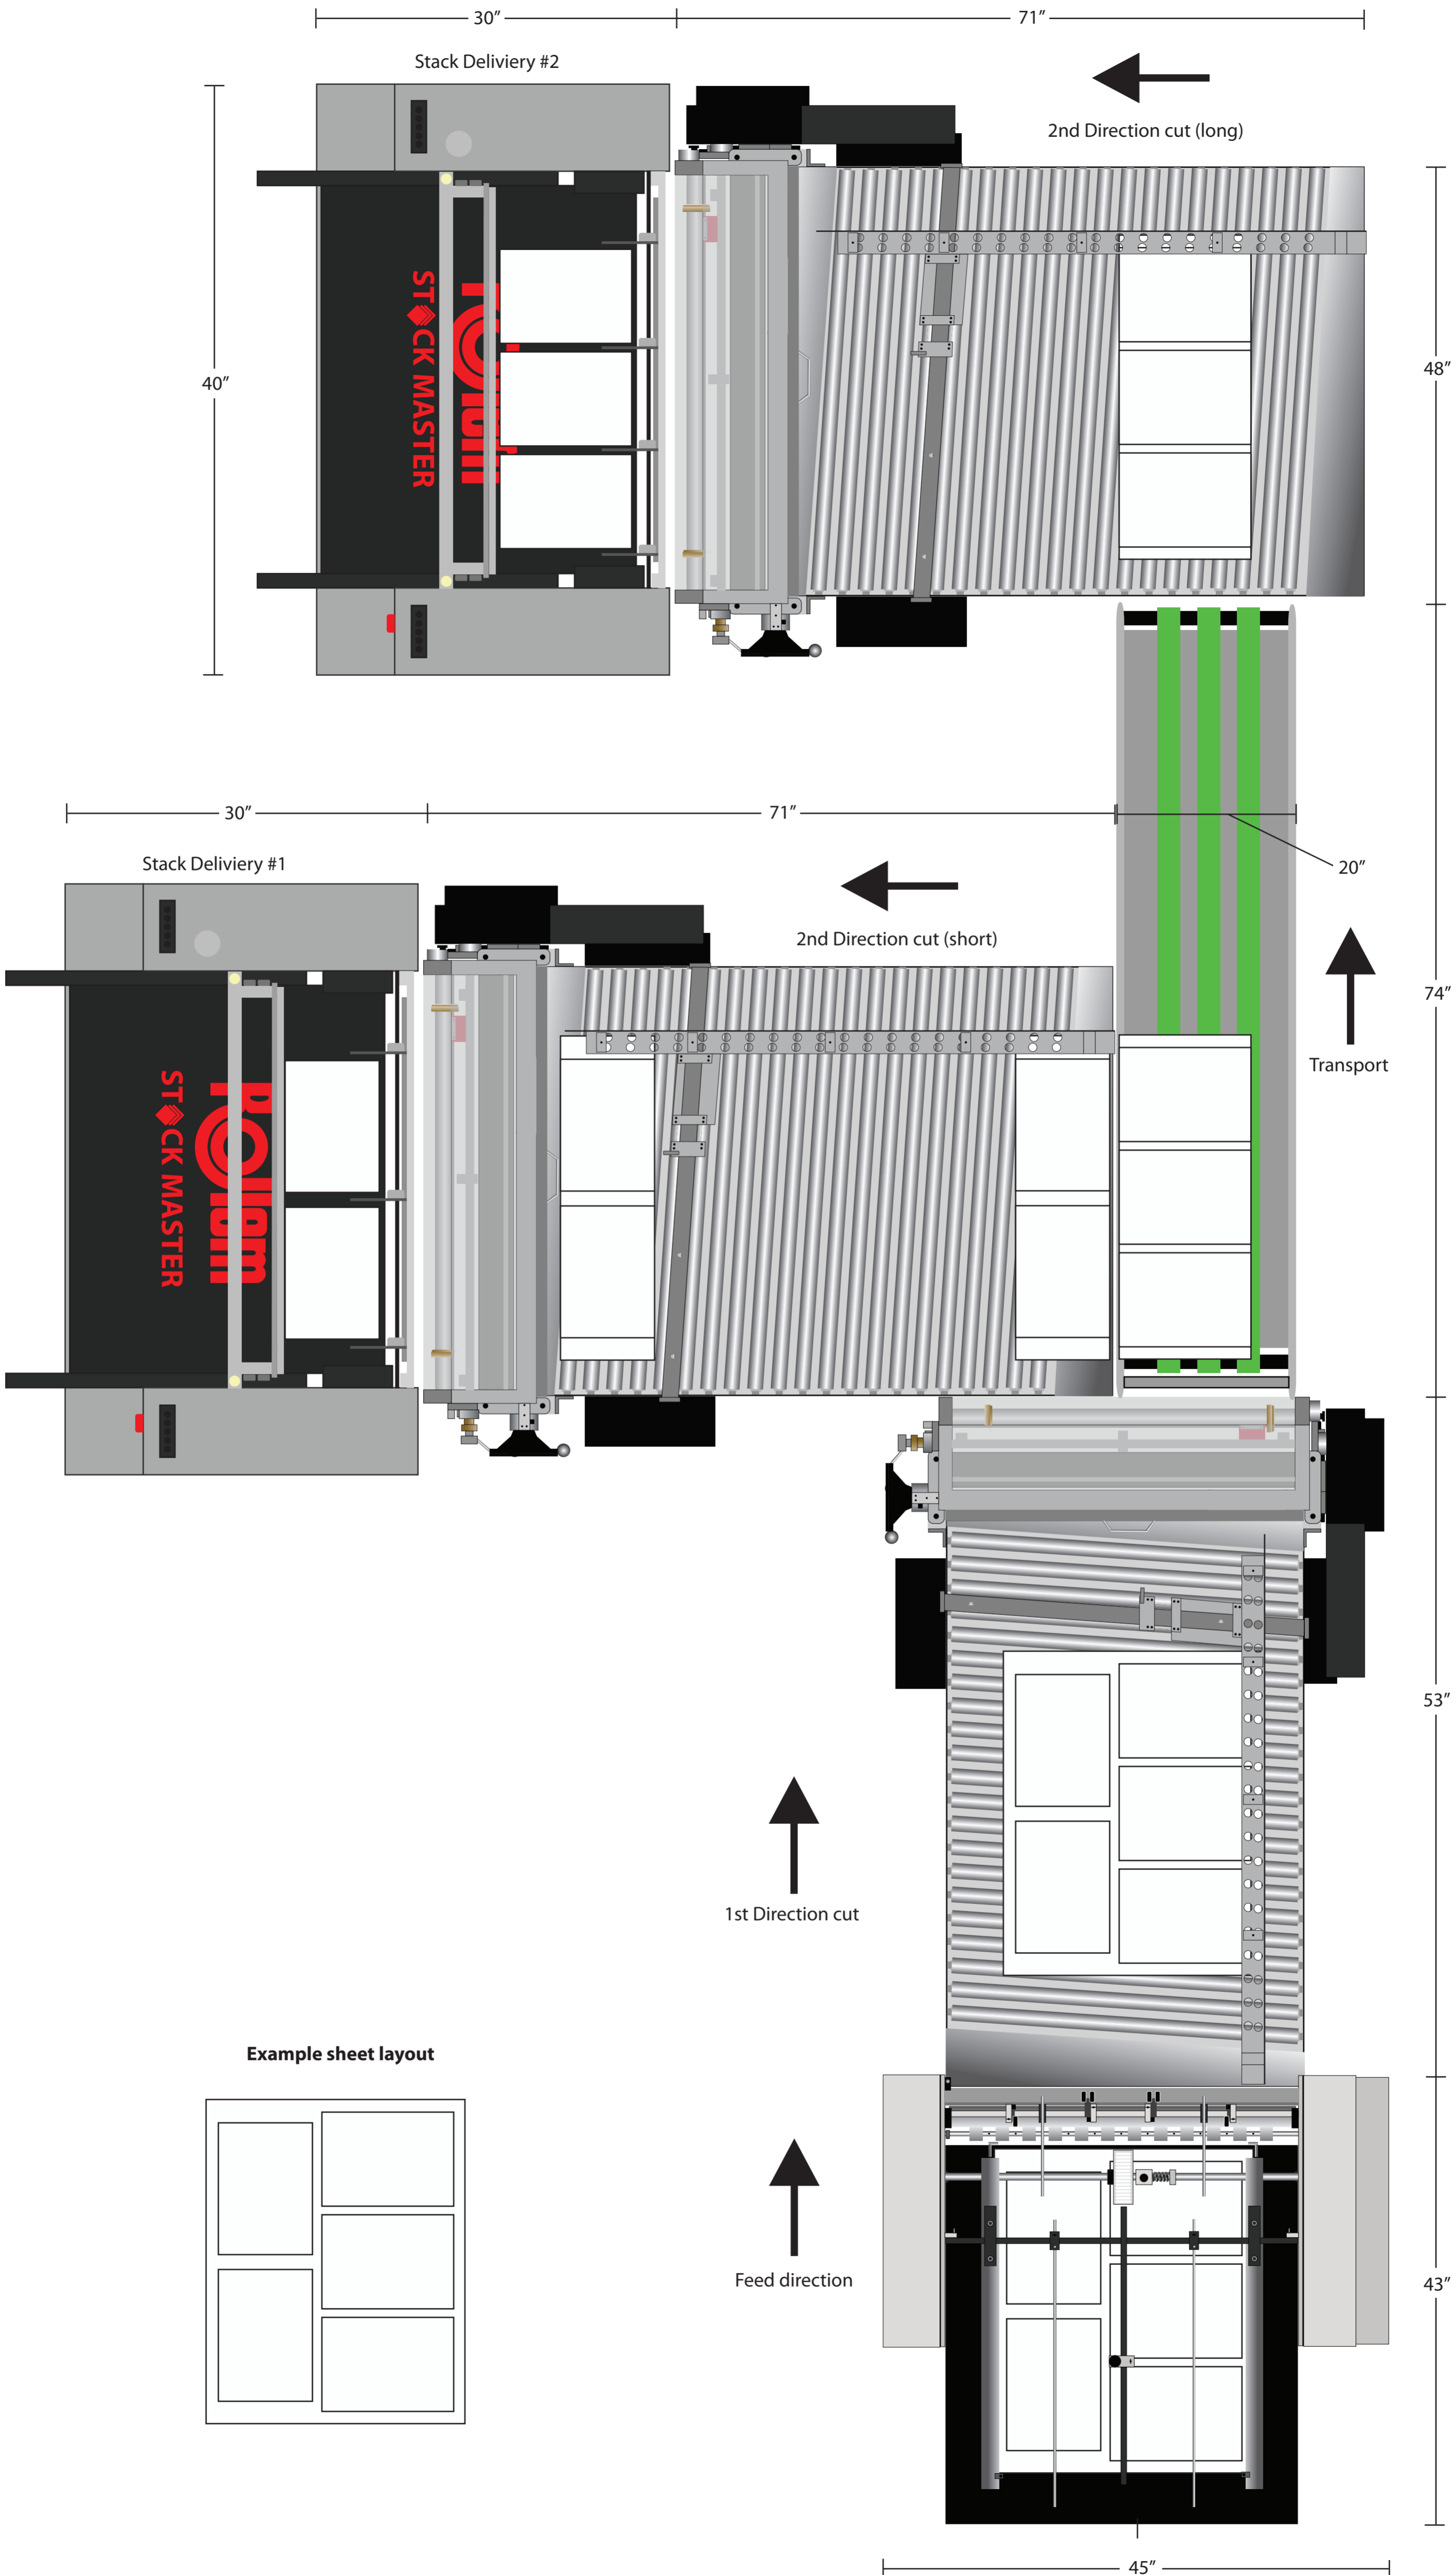 30”
71”
Stack Deliviery #2
2nd Direction cut (long)
40”
48”
STACK MASTER
30”
71”
20”
Stack Deliviery #1
2nd Direction cut (short)
74”
Transport
Rollam
STACK MASTER
53”
1st Direction cut
Example sheet layout
Feed direction
43”
45”